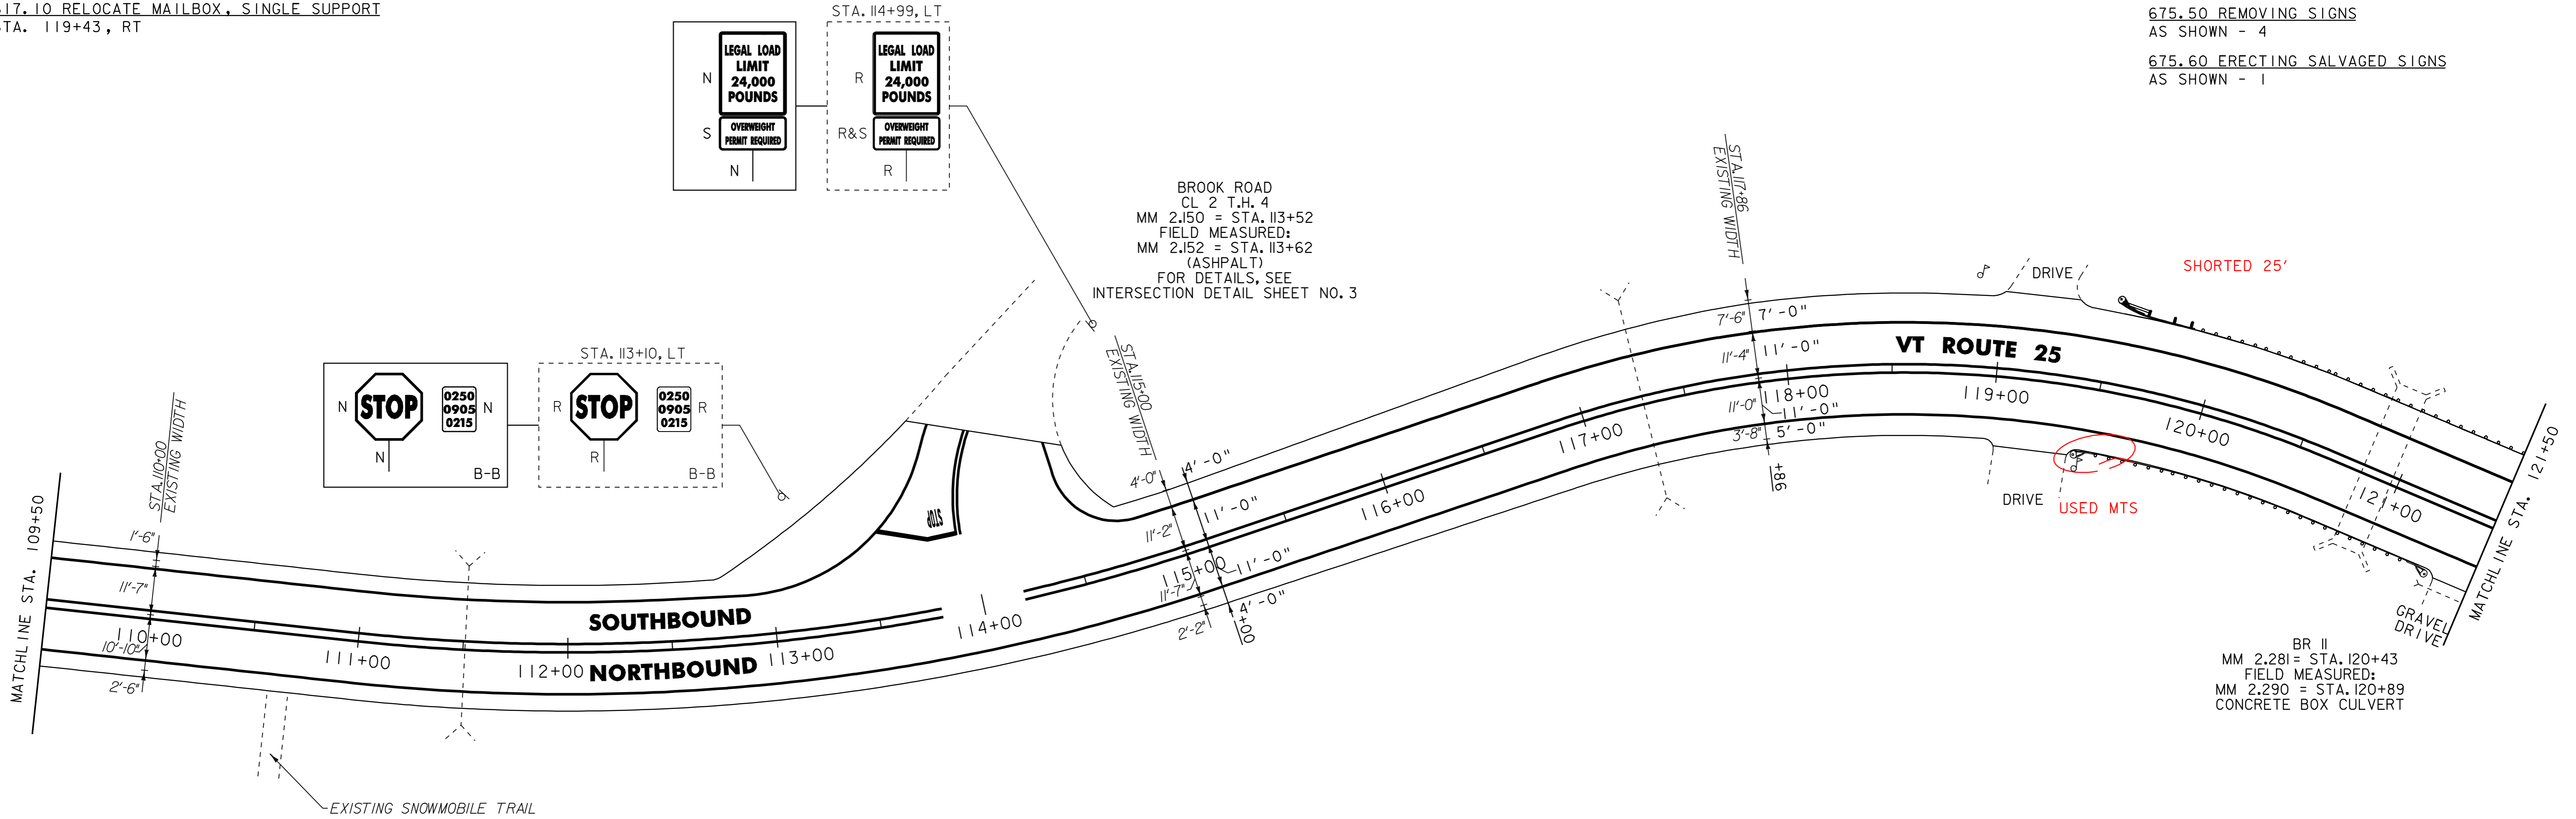 17.10 RELOCATE MAILBOX, SINGLE SUPPORT
STA. 119+43, RT
STA. 114+99, LT
LEGAL LOAD
LIMIT
24,000
POUNDS
OVERWEIGHT
PERMIT REQUIRED
N
S
N
LEGAL LOAD
LIMIT
24,000
POUNDS
OVERWEIGHT
PERMIT REQUIRED
R
R&S
R
675.50 REMOVING SIGNS
AS SHOWN - 4
675.60 ERECTING SALVAGED SIGNS
AS SHOWN - 1
BROOK ROAD
CL 2 T.H. 4
MM 2.150 = STA. 113+52
FIELD MEASURED:
MM 2.152 = STA. 113+62
(ASHPALT)
FOR DETAILS, SEE
INTERSECTION DETAIL SHEET NO. 3
STA. 117+86
EXISTING WIDTH
SHORTED 25'
DRIVE
STA. 113+10, LT
N STOP 0250 N
0905
0215
N
B-B
R STOP 0250 R
0905
0215
R
B-B
STA. 110+00
EXISTING WIDTH
STA. 115+00
EXISTING WIDTH
7'-6" 7'-0"
11'-4" 11'-0"
11'-0" 11'-0"
3'-8" 5'-0"
+86
VT ROUTE 25
4'-0" 4'-0"
11'-2" 11'-0"
11'-7" 11'-0"
2'-2" 4'-0"
+00
1'-6"
11'-7"
10'-10"
2'-6"
STOP
MATCHLINE STA. 109+50
110+00
111+00
112+00
113+00
114+00
115+00
116+00
117+00
118+00
119+00
120+00
121+00
MATCHLINE STA. 121+50
SOUTHBOUND
NORTHBOUND
DRIVE
USED MTS
GRAVEL
DRIVE
BR 11
MM 2.281 = STA. 120+43
FIELD MEASURED:
MM 2.290 = STA. 120+89
CONCRETE BOX CULVERT
EXISTING SNOWMOBILE TRAIL